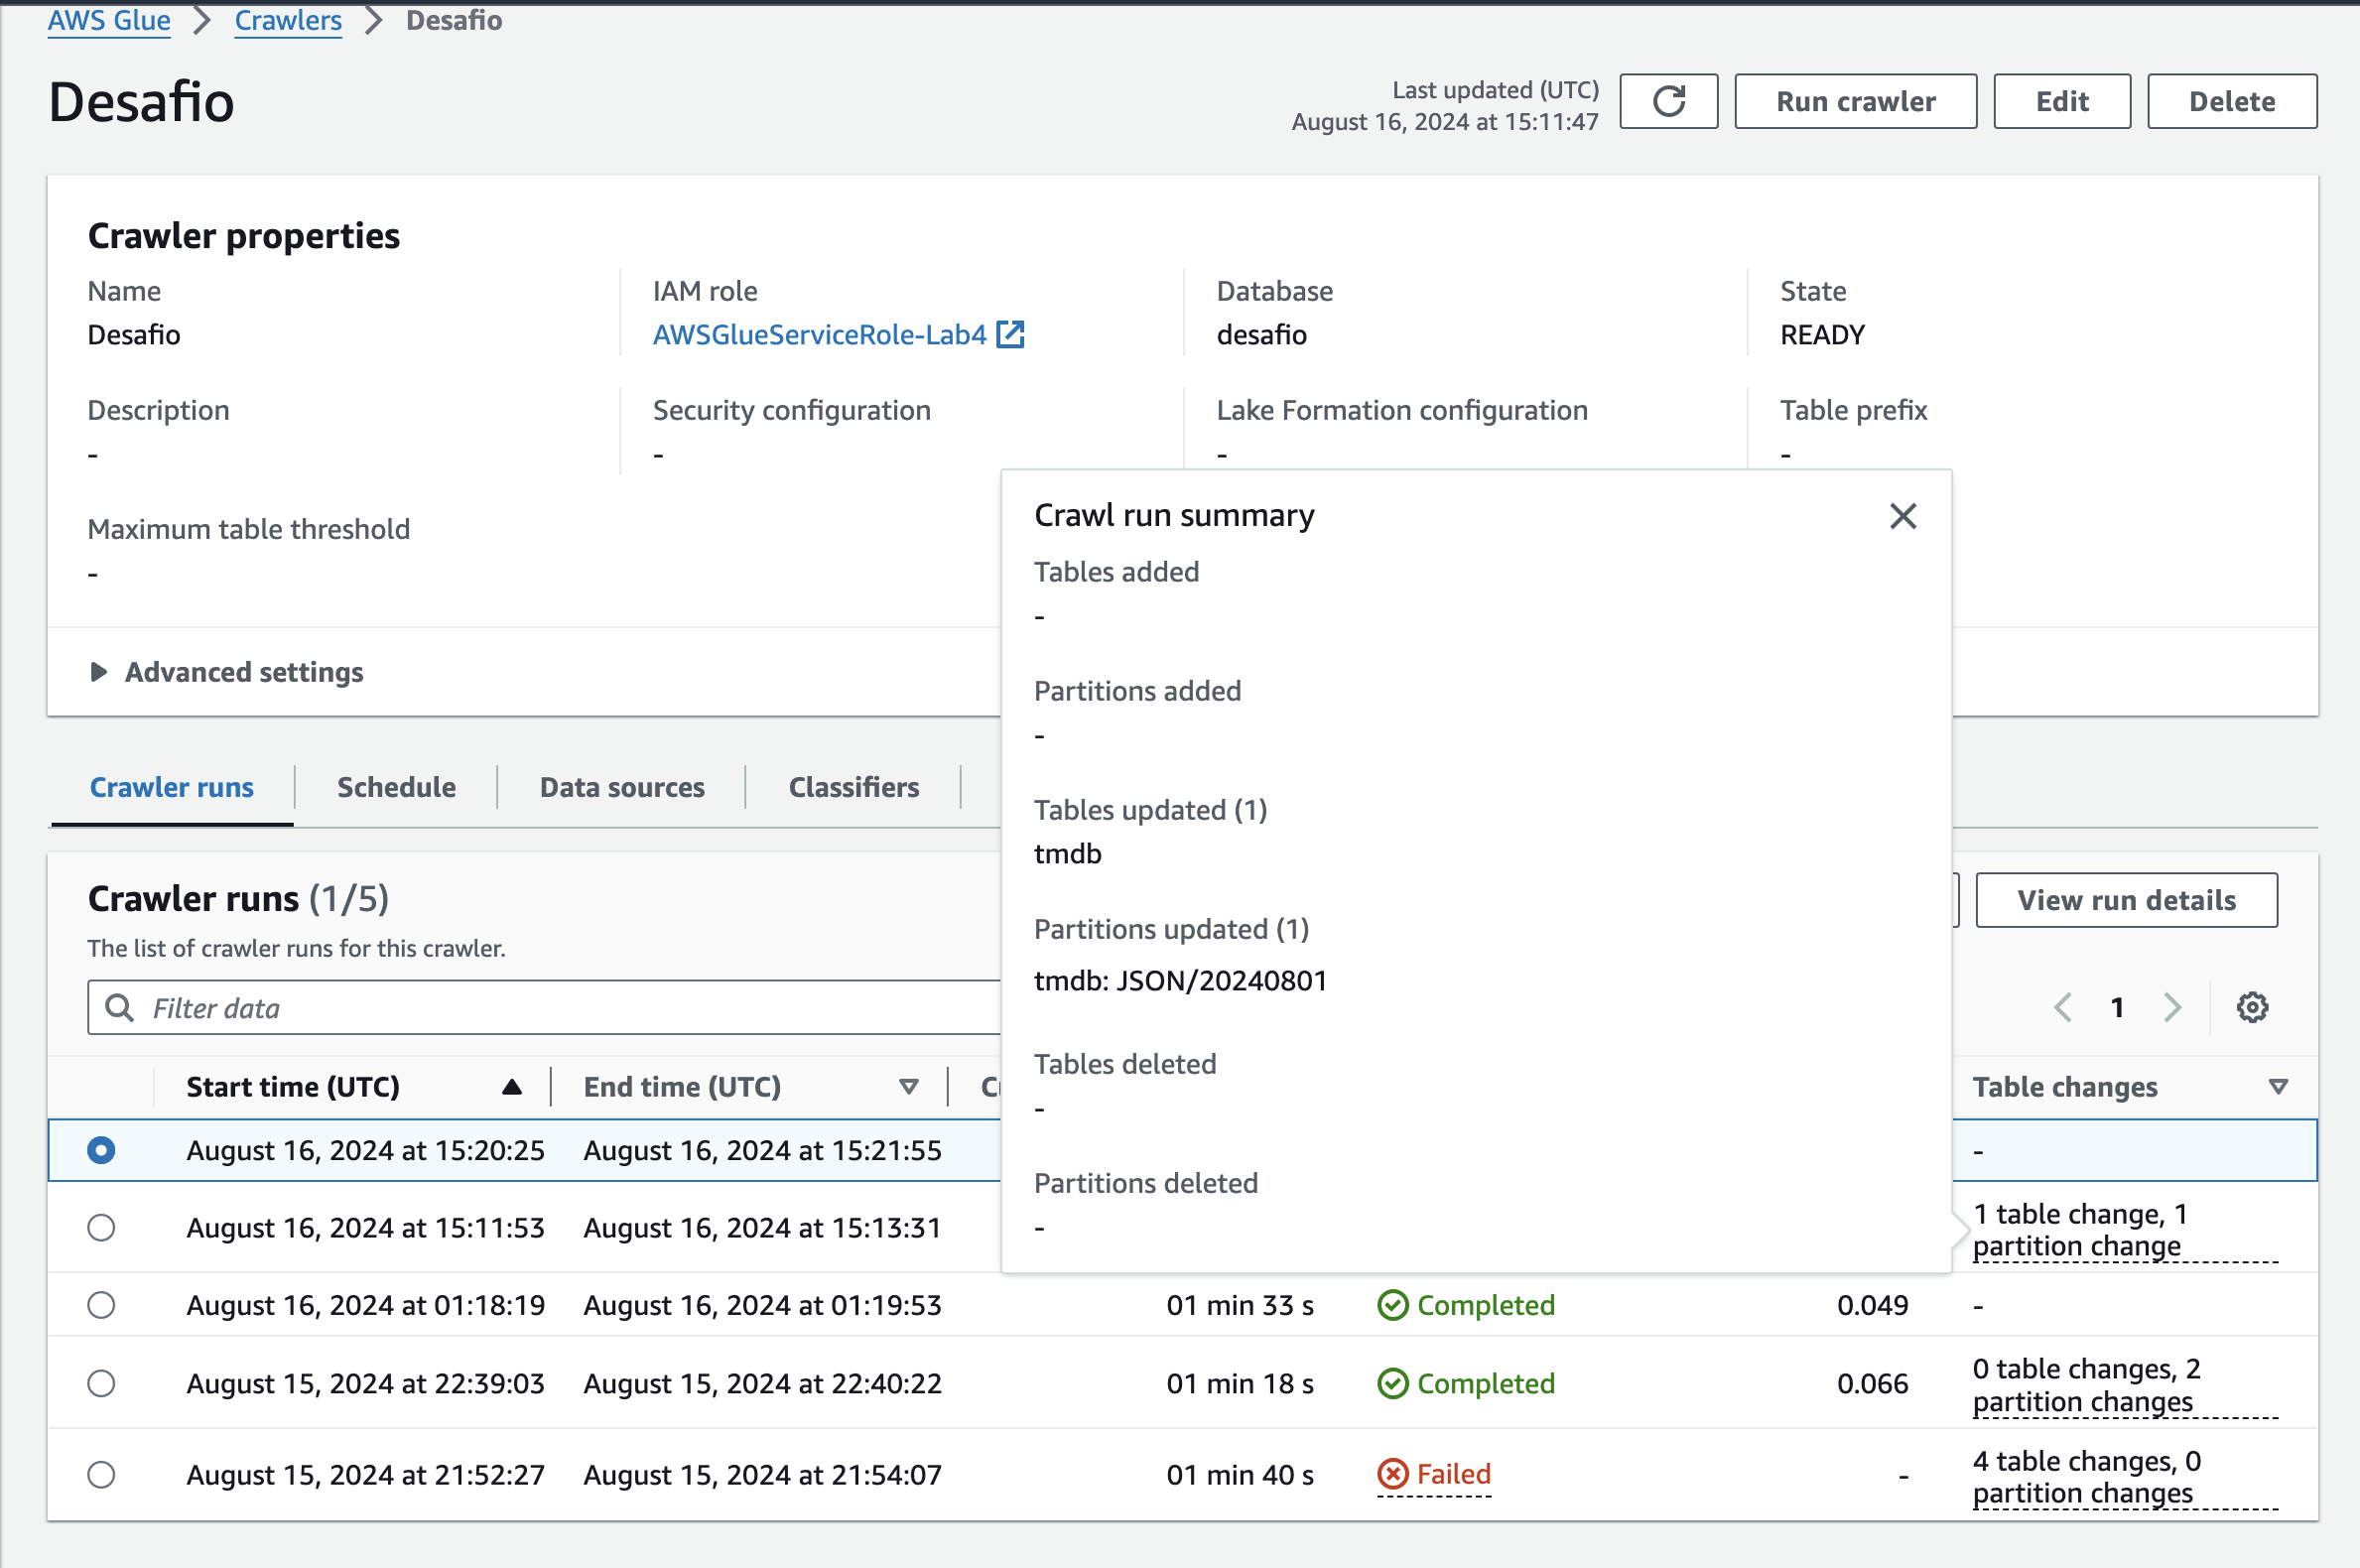 AWS Glue > Crawlers > Desafio
Desafio
Last updated (UTC)
August 16, 2024 at 15:11:47
Run crawler
Edit
Delete
Crawler properties
Name
Desafio
IAM role
AWSGlueServiceRole-Lab4
Database
desafio
State
READY
Description
-
Security configuration
-
Lake Formation configuration
-
Table prefix
-
Maximum table threshold
-
Advanced settings
Crawl run summary
Tables added
-
Partitions added
-
Tables updated (1)
tmdb
Partitions updated (1)
tmdb: JSON/20240801
Tables deleted
-
Partitions deleted
-
Crawler runs
Schedule
Data sources
Classifiers
Crawler runs (1/5)
The list of crawler runs for this crawler.
View run details
Filter data
1
Start time (UTC) End time (UTC) Table changes
August 16, 2024 at 15:20:25 August 16, 2024 at 15:21:55 -
August 16, 2024 at 15:11:53 August 16, 2024 at 15:13:31 1 table change, 1
partition change
August 16, 2024 at 01:18:19 August 16, 2024 at 01:19:53 01 min 33 s Completed 0.049 -
August 15, 2024 at 22:39:03 August 15, 2024 at 22:40:22 01 min 18 s Completed 0.066 0 table changes, 2
partition changes
August 15, 2024 at 21:52:27 August 15, 2024 at 21:54:07 01 min 40 s Failed - 4 table changes, 0
partition changes